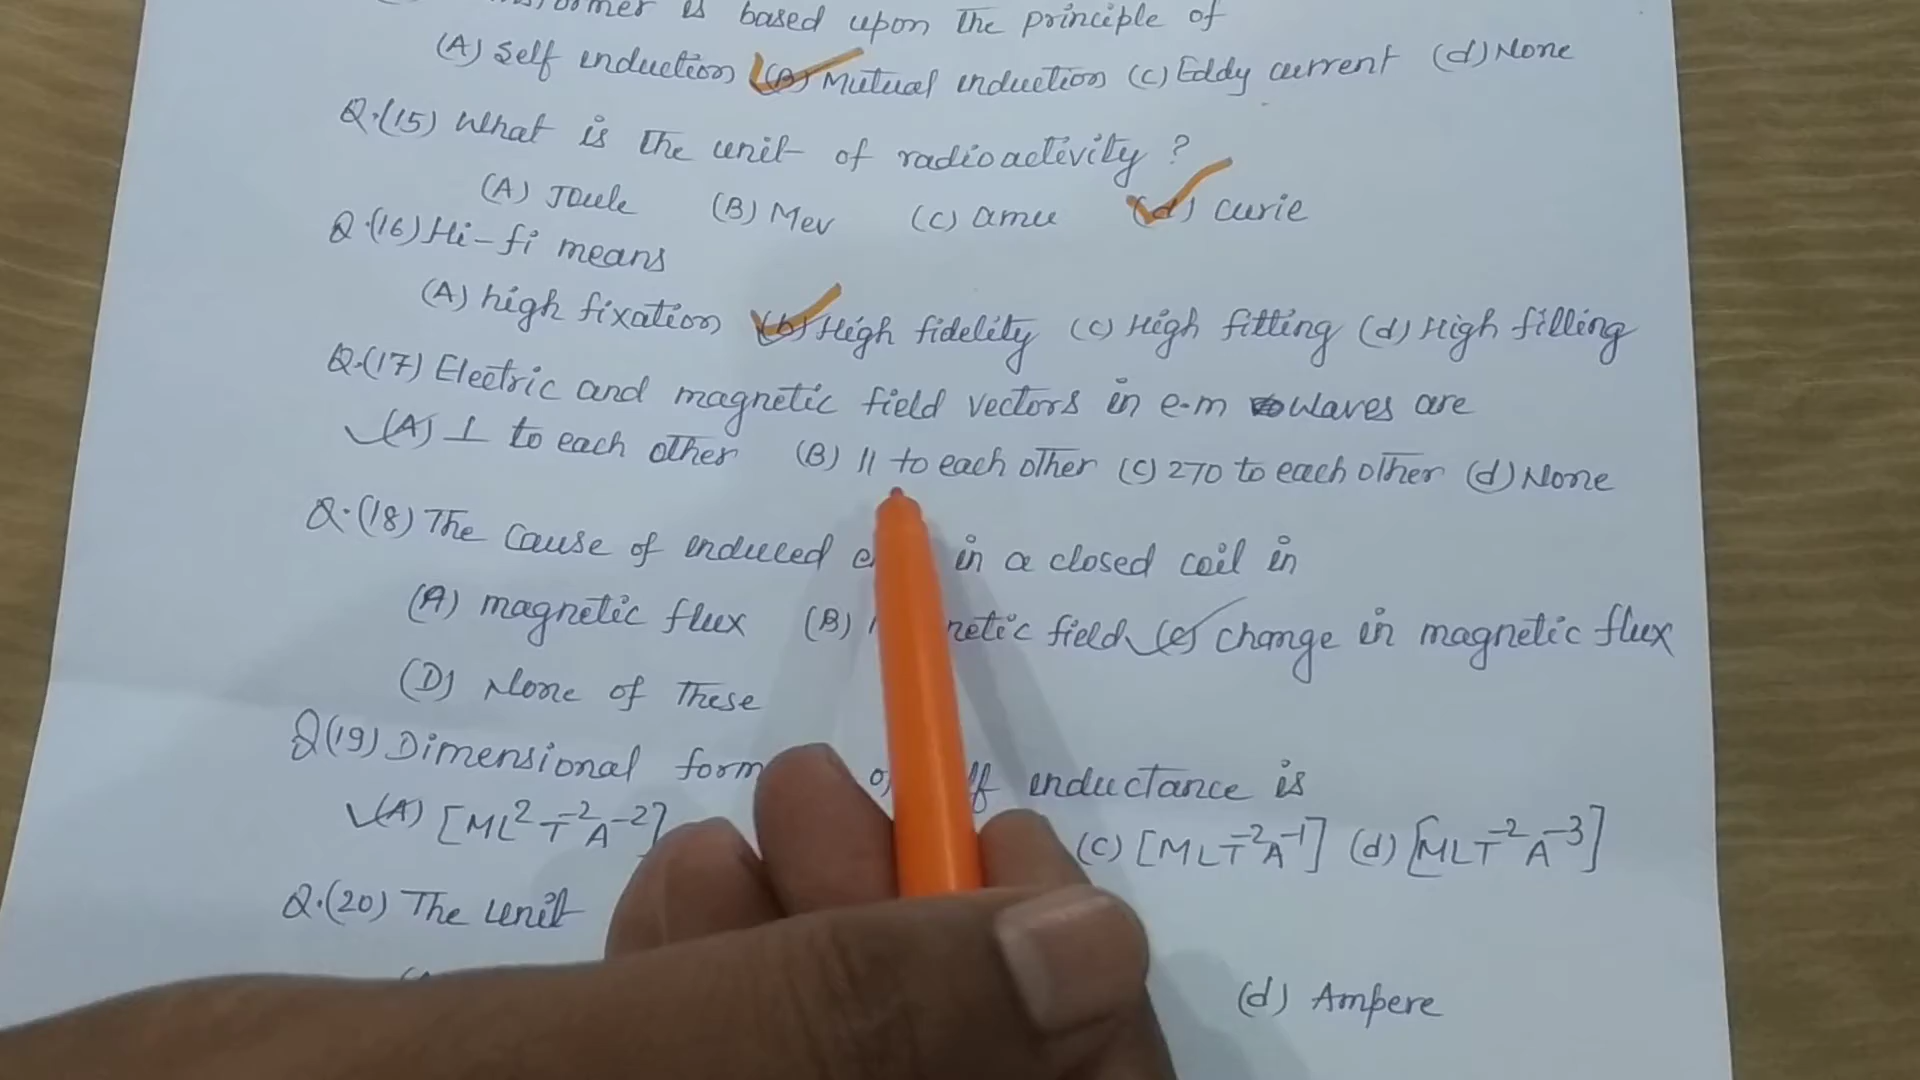 is based upon the principle of
(A) Self induction (B) Mutual induction (C) Eddy current (d) None
Q.(15) What is the unit of radioactivity ?
(A) Joule (B) Mev (C) amu (d) curie
Q.(16) Hi-fi means
(A) high fixation (b) High fidelity (c) High fitting (d) High filling
Q.(17) Electric and magnetic field vectors in e-m waves are
(A) ⊥ to each other (B) || to each other (C) 270 to each other (d) None
Q.(18) The cause of induced in a closed coil in
(A) magnetic flux (B) field (c) change in magnetic flux
(D) None of These
Q(19) Dimensional inductance is
(A) [ML²T⁻²A⁻²] (C) [MLT⁻²A⁻¹] (d) [MLT⁻²A⁻³]
Q.(20) The unit
(d) Ampere